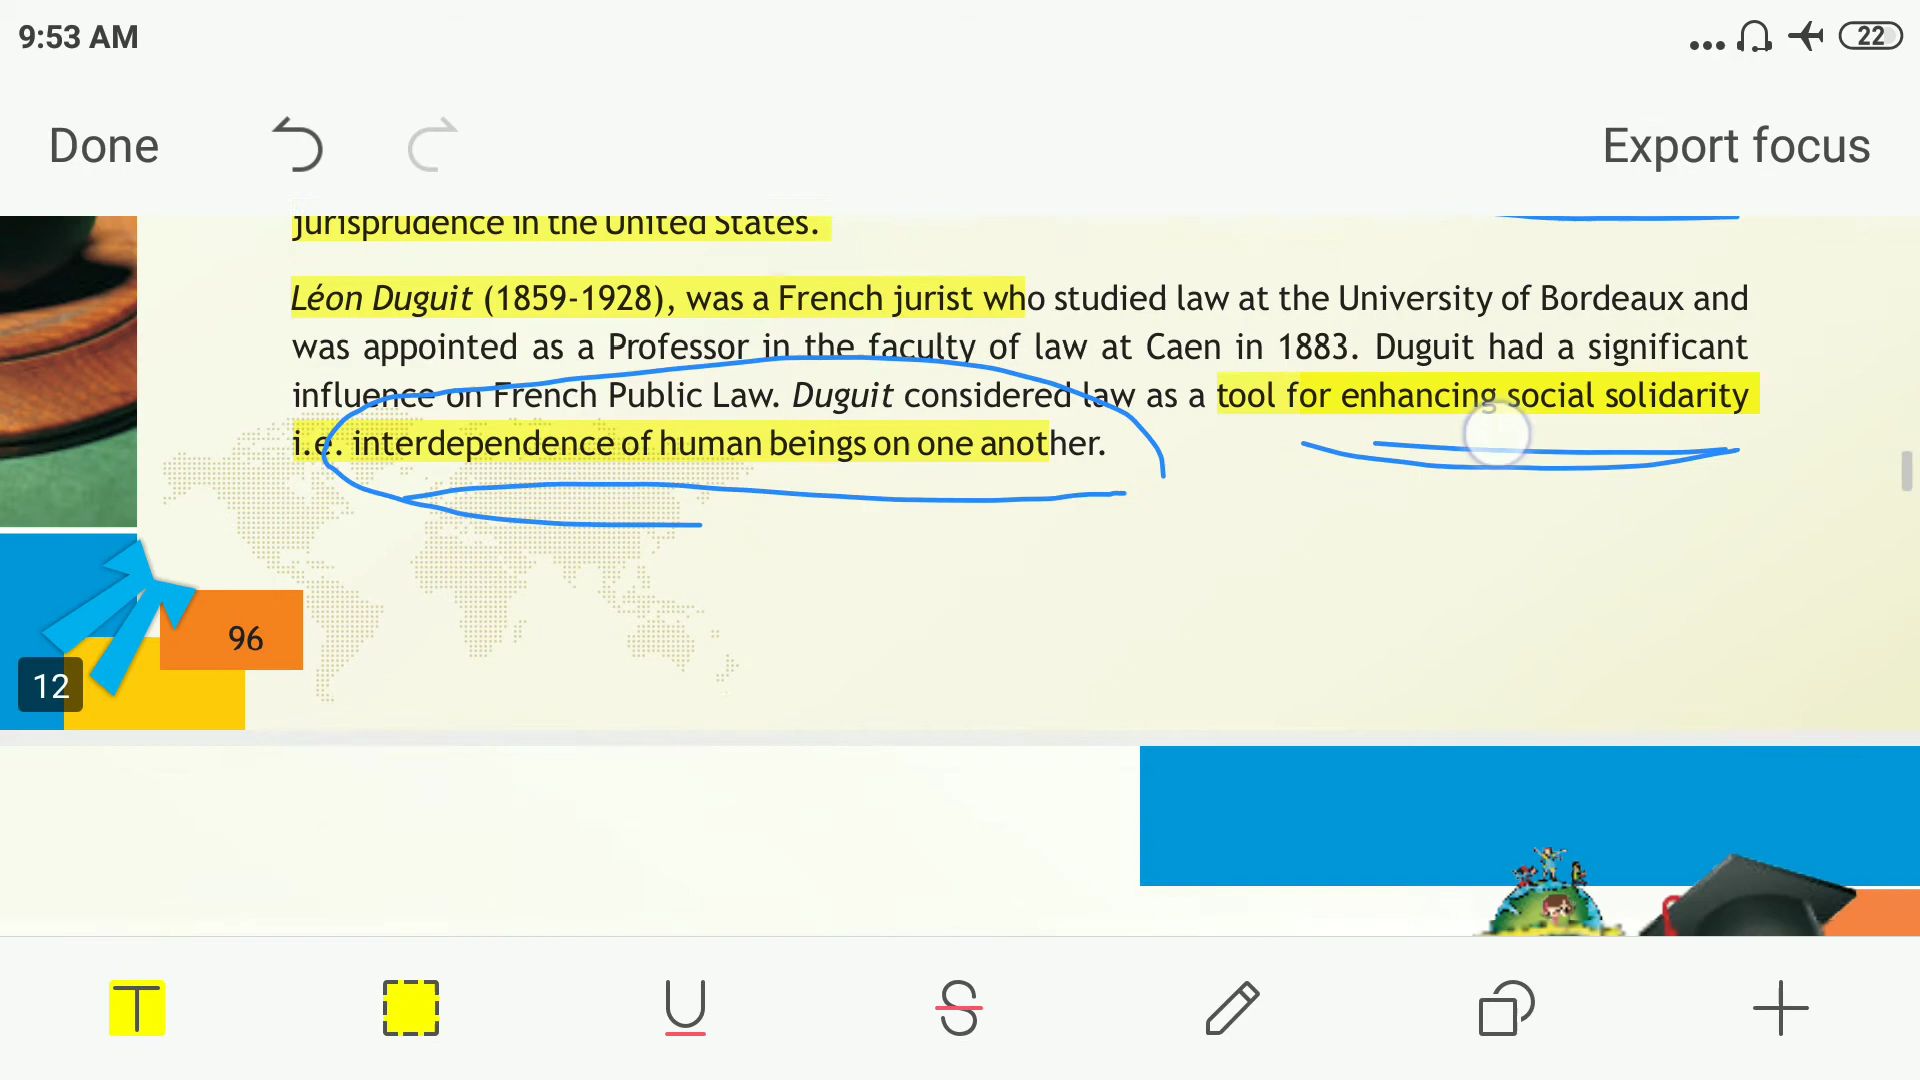 9:53 AM
22
Done
Export focus
jurisprudence in the United States.
Léon Duguit (1859-1928), was a French jurist who studied law at the University of Bordeaux and
was appointed as a Professor in the faculty of law at Caen in 1883. Duguit had a significant
influence on French Public Law. Duguit considered law as a tool for enhancing social solidarity
i.e. interdependence of human beings on one another.
96
12